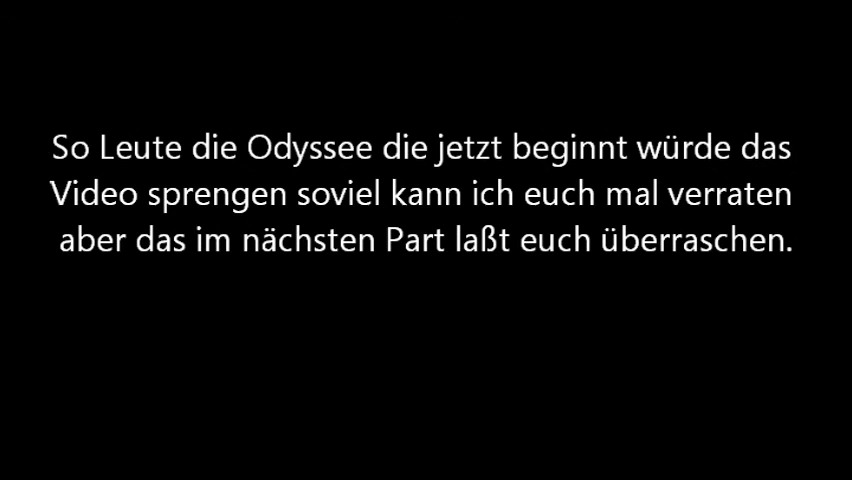 So Leute die Odyssee die jetzt beginnt würde das
Video sprengen soviel kann ich euch mal verraten
aber das im nächsten Part laßt euch überraschen.